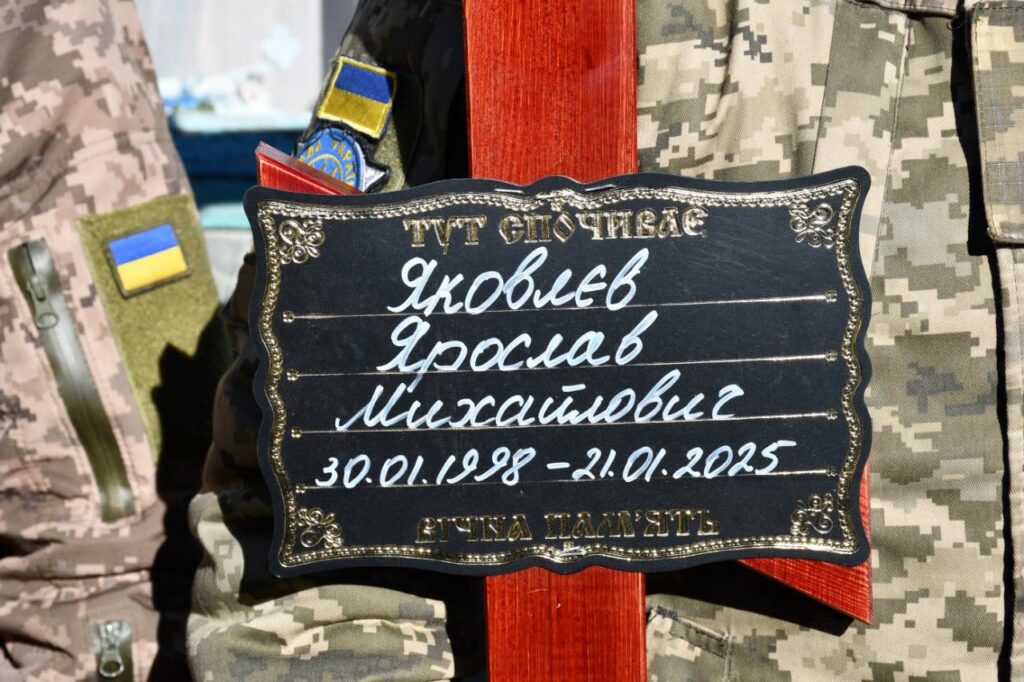 ТУТ СПОЧИВАЄ
Яковлєв
Ярослав
Михайлович
30.01.1998 – 21.01.2025
ВІЧНА ПАМ'ЯТЬ